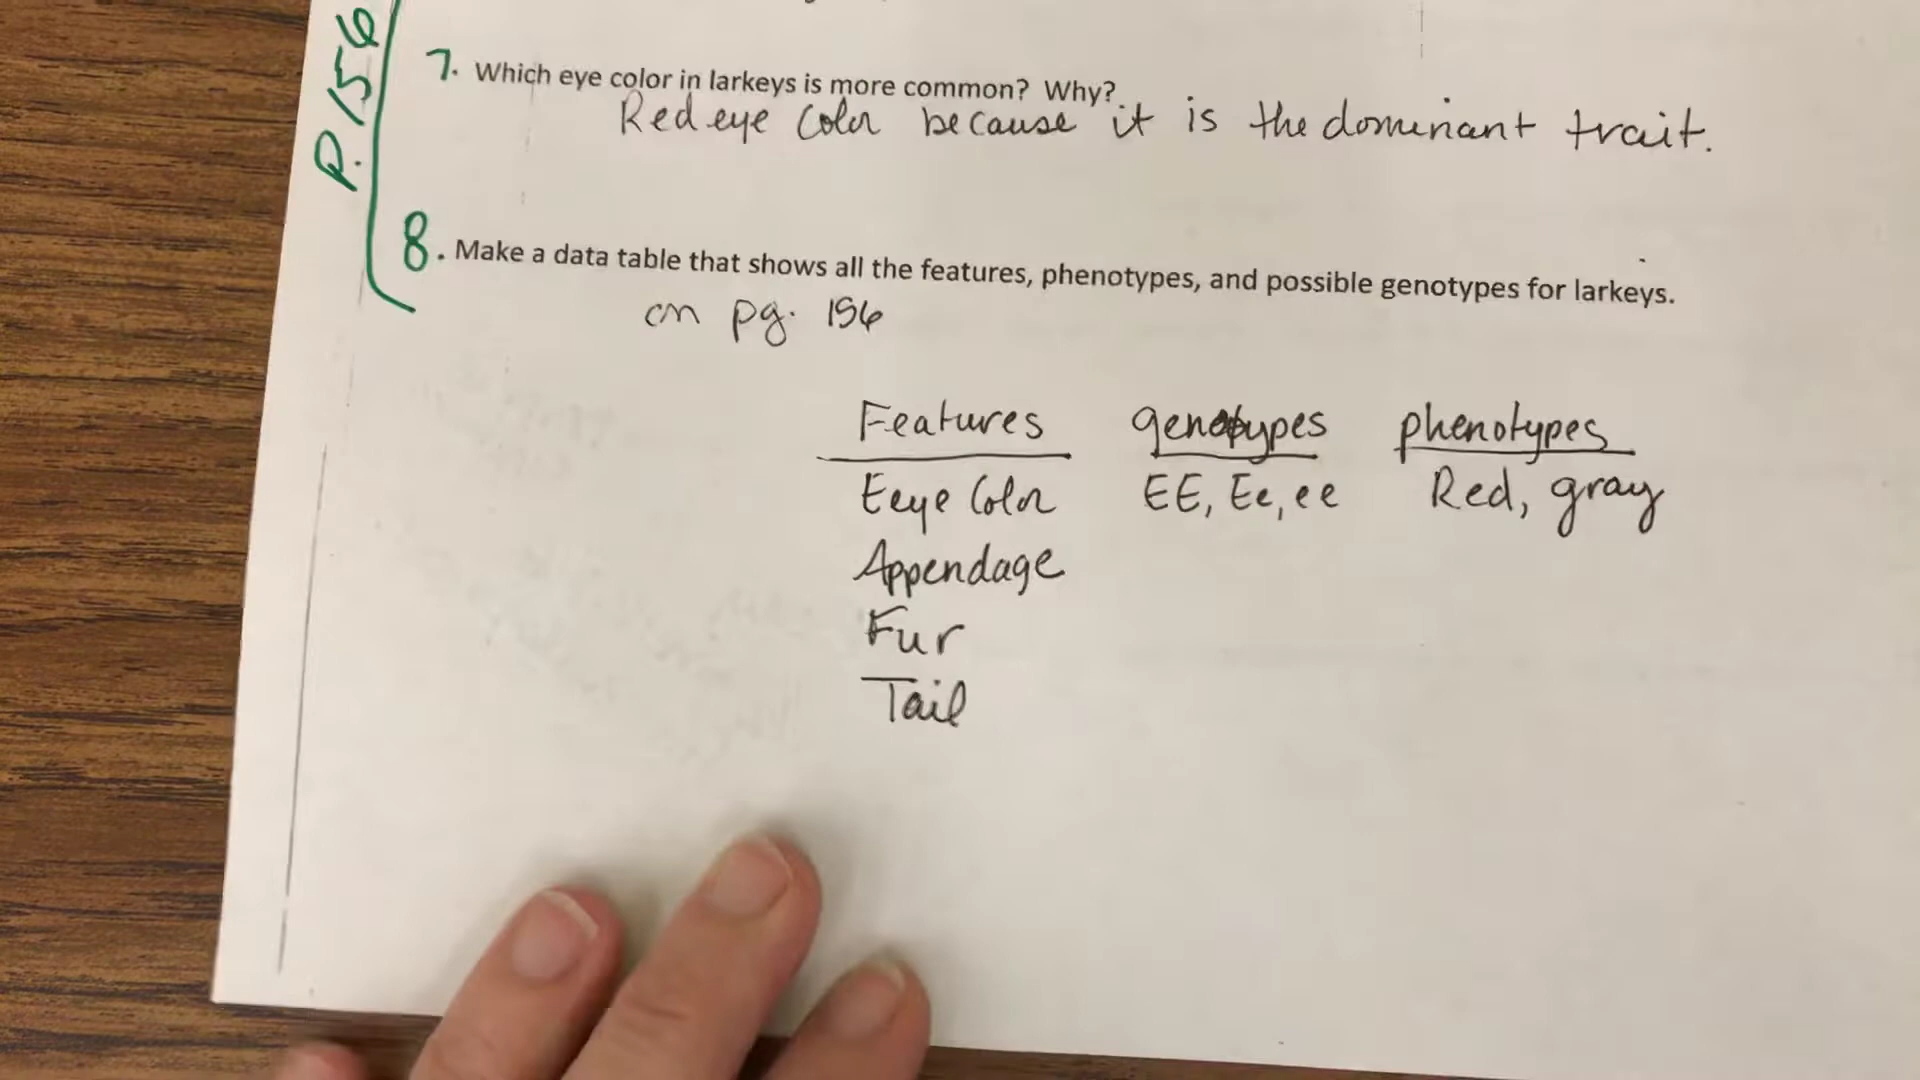 P. 156
7. Which eye color in larkeys is more common? Why?
Red eye Color because it is the dominant trait.
8. Make a data table that shows all the features, phenotypes, and possible genotypes for larkeys.
on pg. 156
Features genotypes phenotypes
Eeye Color EE, Ee, ee Red, gray
Appendage
Fur
Tail